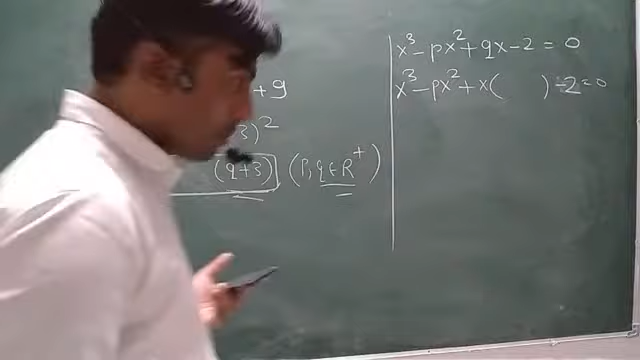 + 9
3)²
(q+3) (p, q ∈ R⁺)
x³ - px² + qx - 2 = 0
x³ - px² + x( ) - 2 = 0